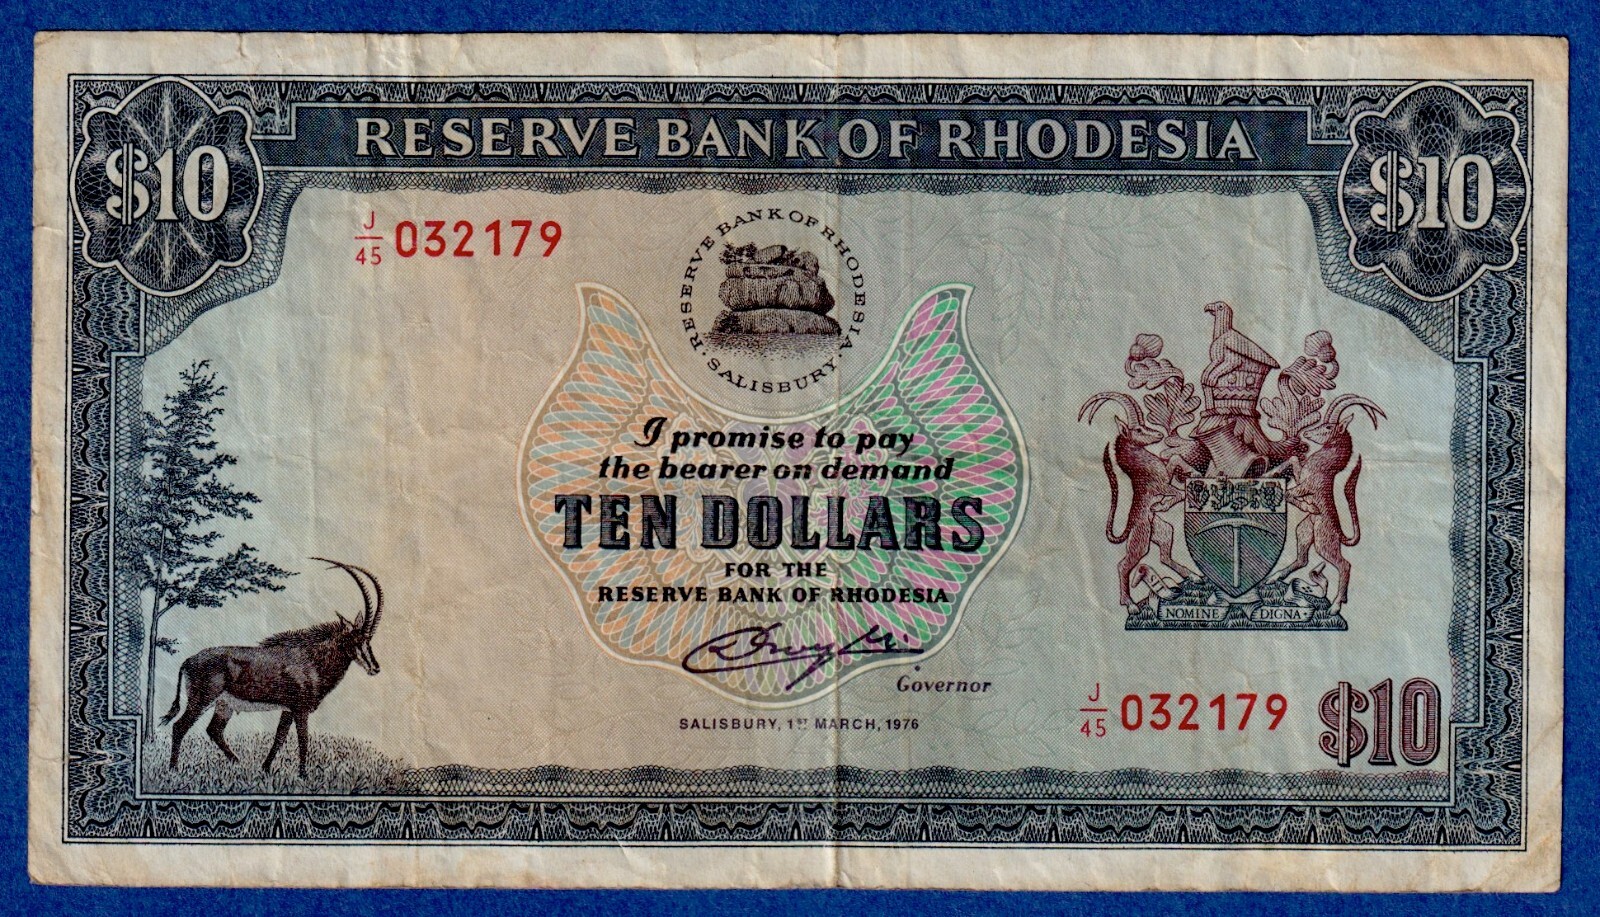 RESERVE BANK OF RHODESIA
$10
$10
J/45 032179
RESERVE BANK OF RHODESIA
· SALISBURY ·
I promise to pay
the bearer on demand
TEN DOLLARS
FOR THE
RESERVE BANK OF RHODESIA
Governor
SALISBURY, 1ST MARCH, 1976
NOMINE DIGNA
J/45 032179
$10